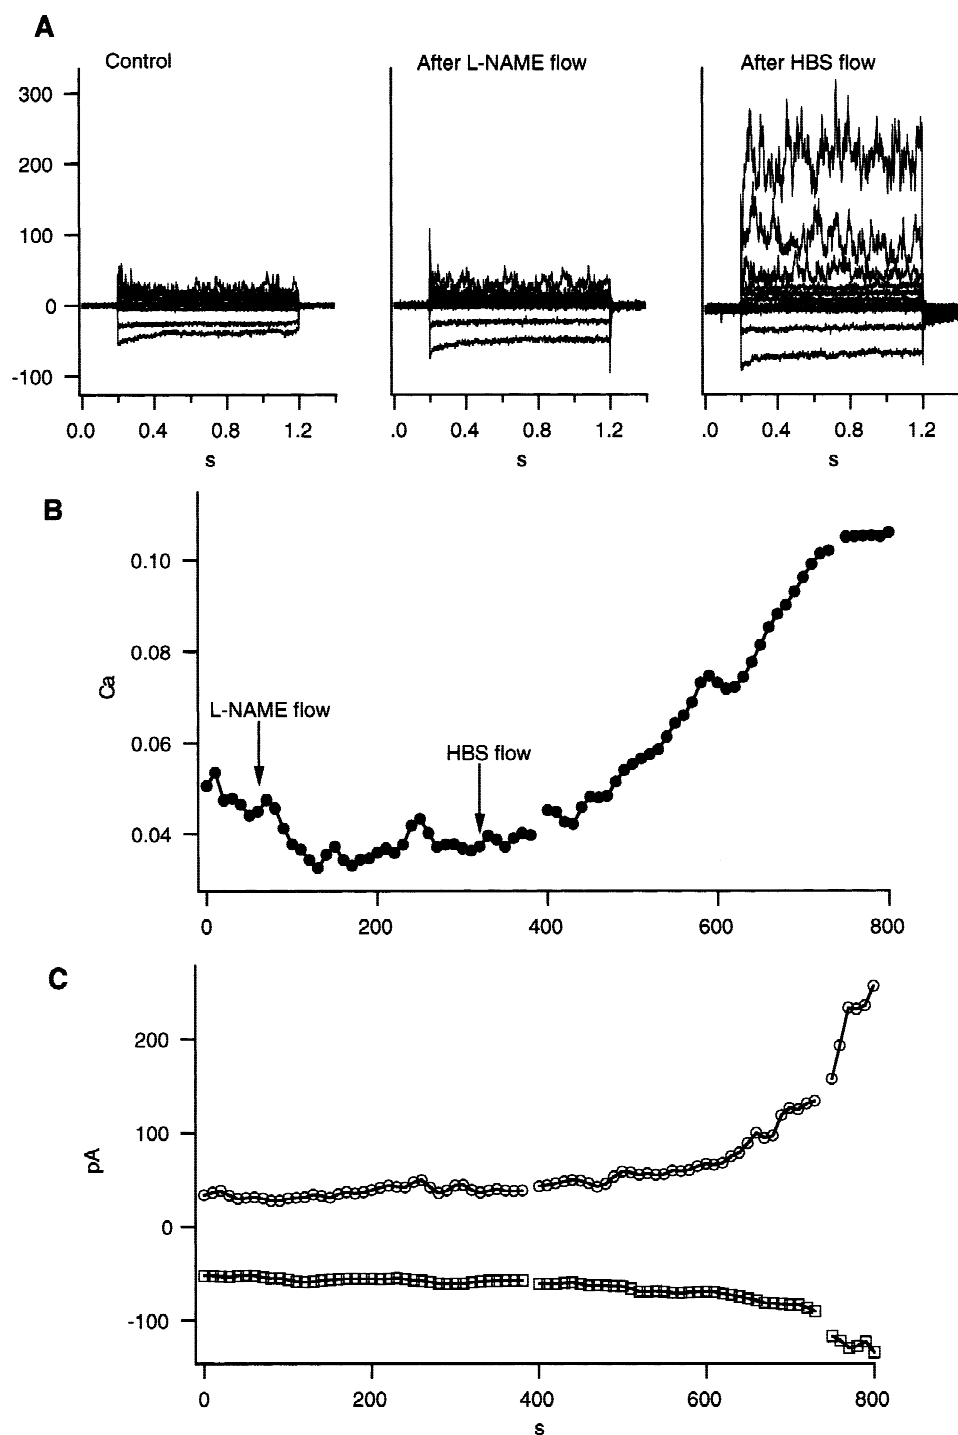 A
Control
After L-NAME flow
After HBS flow
300
200
100
0
-100
0.0 0.4 0.8 1.2
.0 0.4 0.8 1.2
.0 0.4 0.8 1.2
s
s
s
B
0.10
0.08
0.06
0.04
Ca
L-NAME flow
HBS flow
0 200 400 600 800
C
200
100
0
-100
pA
0 200 400 600 800
s